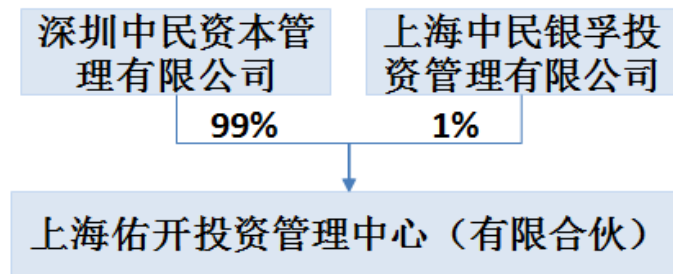 深圳中民资本管
理有限公司
上海中民银孚投
资管理有限公司
99%
1%
上海佑开投资管理中心（有限合伙）